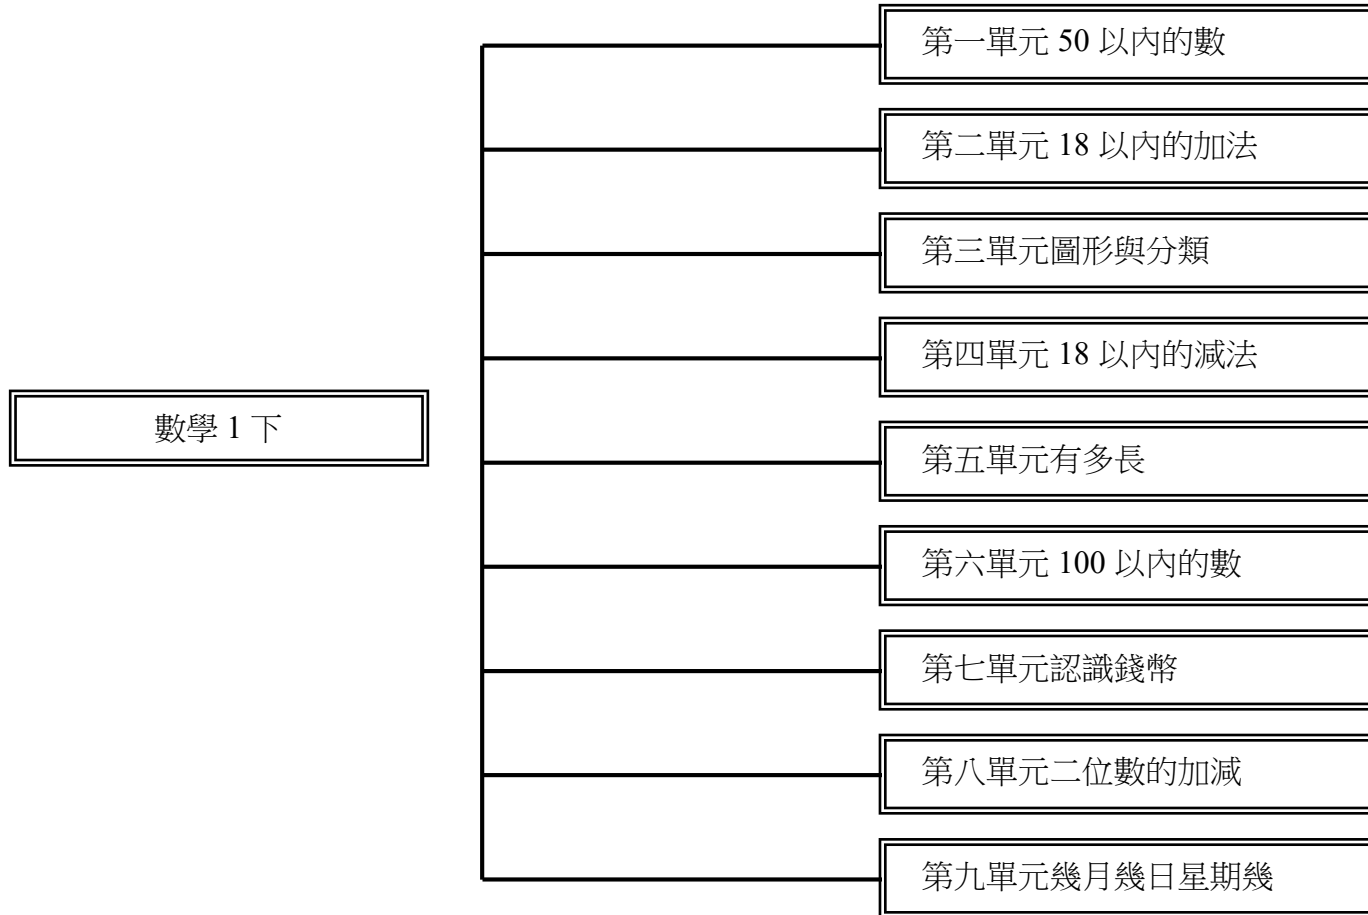 第一單元 50 以內的數
第二單元 18 以內的加法
第三單元圖形與分類
第四單元 18 以內的減法
數學 1 下
第五單元有多長
第六單元 100 以內的數
第七單元認識錢幣
第八單元二位數的加減
第九單元幾月幾日星期幾